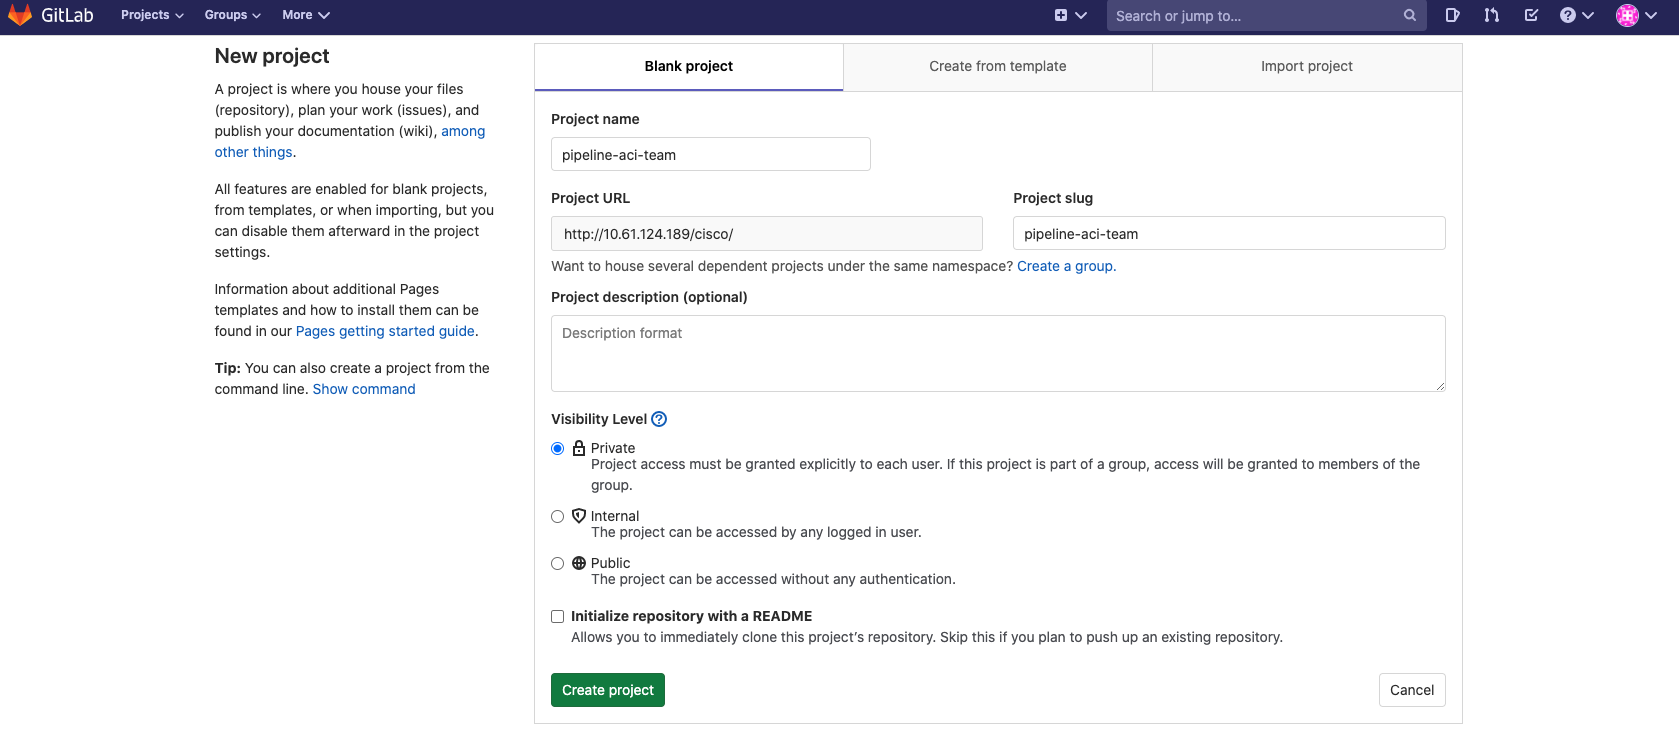 GitLab Projects Groups More Search or jump to...
New project
A project is where you house your files
(repository), plan your work (issues), and
publish your documentation (wiki), among
other things.
All features are enabled for blank projects,
from templates, or when importing, but you
can disable them afterward in the project
settings.
Information about additional Pages
templates and how to install them can be
found in our Pages getting started guide.
Tip: You can also create a project from the
command line. Show command
Blank project Create from template Import project
Project name
pipeline-aci-team
Project URL Project slug
http://10.61.124.189/cisco/ pipeline-aci-team
Want to house several dependent projects under the same namespace? Create a group.
Project description (optional)
Description format
Visibility Level
Private
Project access must be granted explicitly to each user. If this project is part of a group, access will be granted to members of the
group.
Internal
The project can be accessed by any logged in user.
Public
The project can be accessed without any authentication.
Initialize repository with a README
Allows you to immediately clone this project’s repository. Skip this if you plan to push up an existing repository.
Create project Cancel